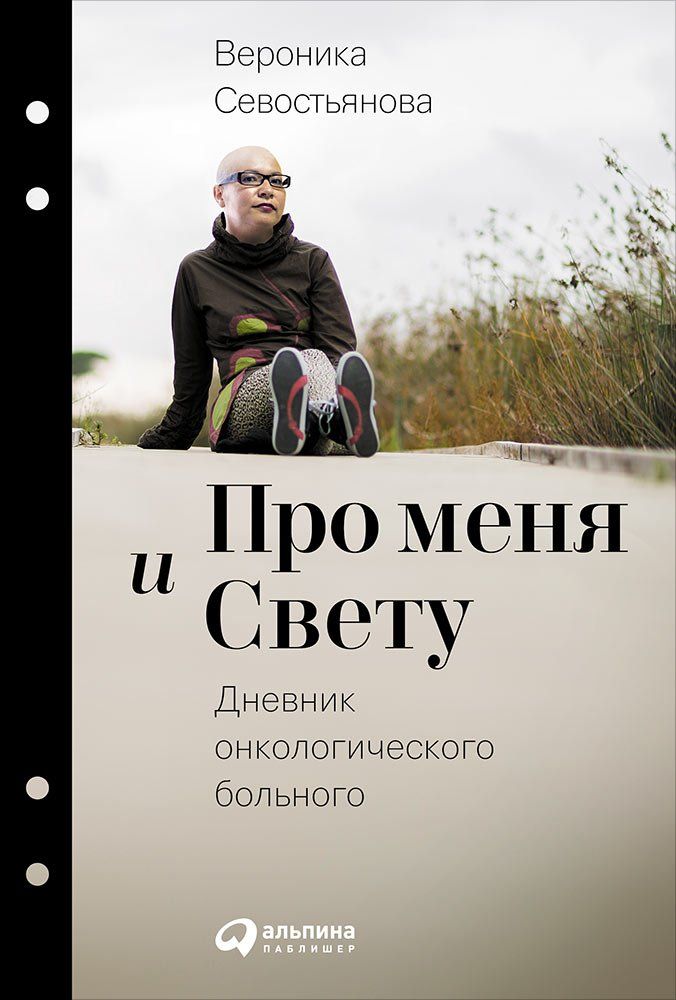 Вероника
Севостьянова
Про меня
и Свету
Дневник
онкологического
больного
альпина
ПАБЛИШЕР